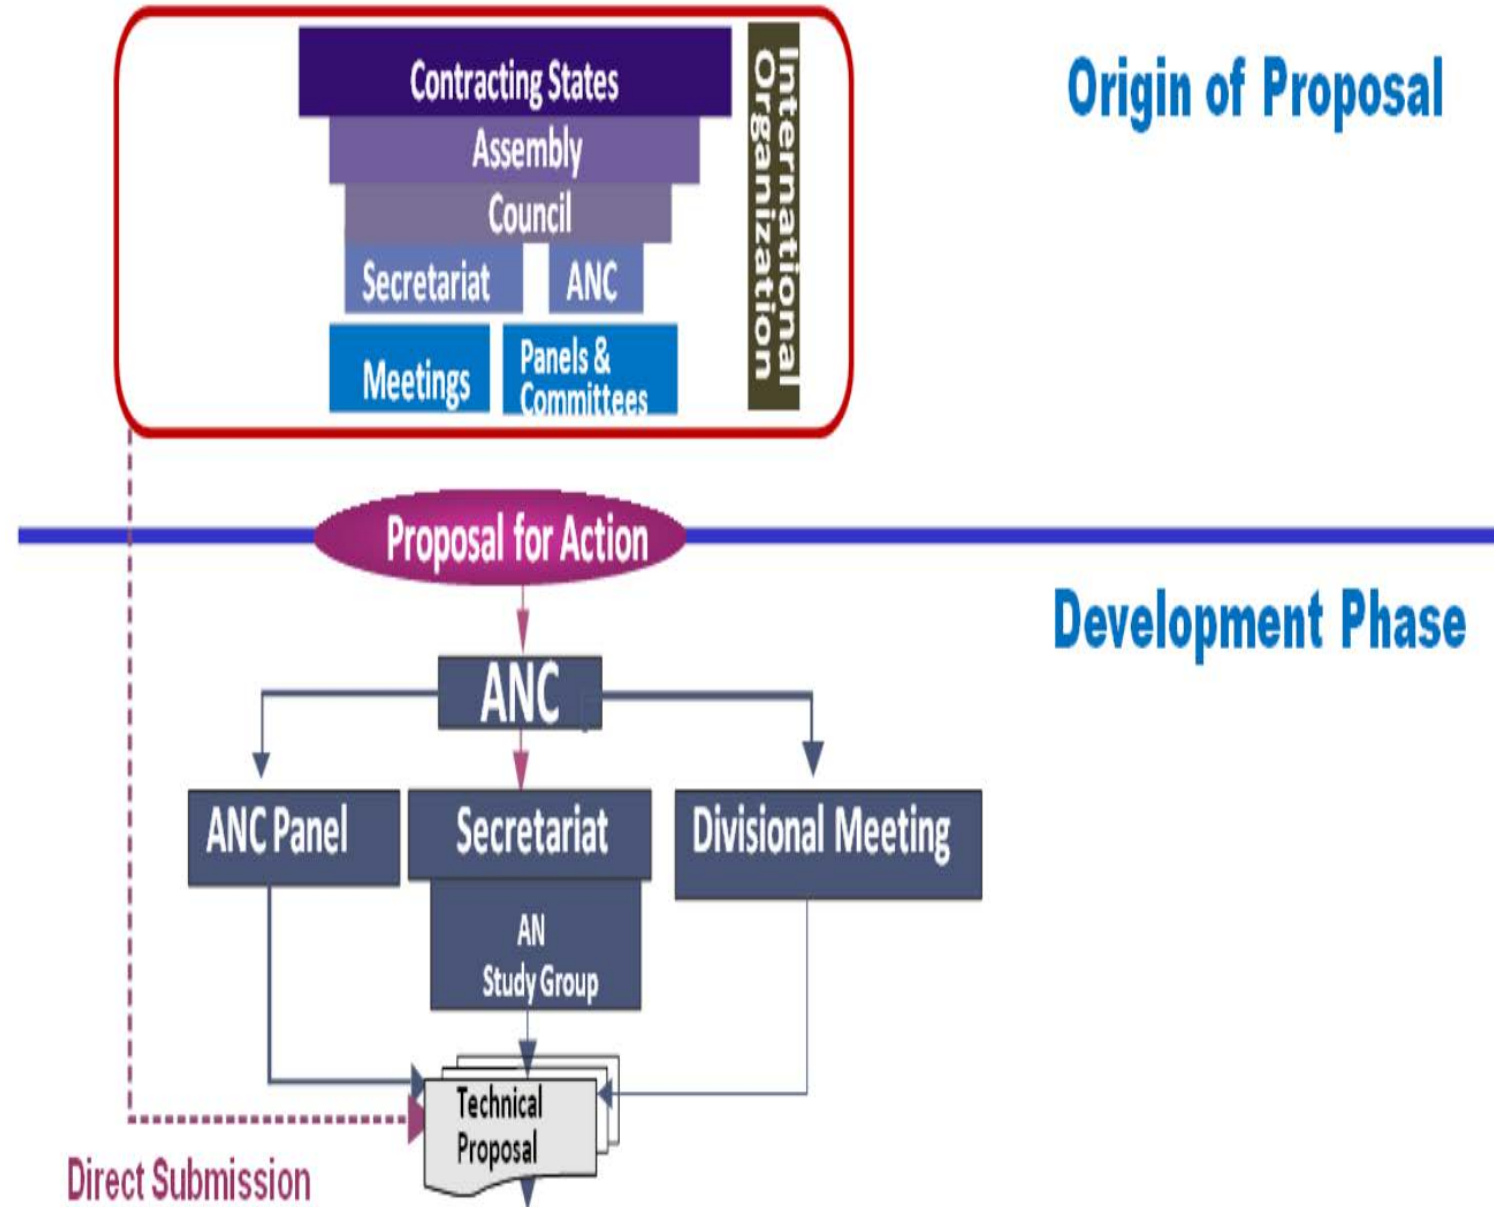 Origin of Proposal
Contracting States
Assembly
Council
Secretariat
ANC
Meetings
Panels &
Committees
International
Organization
Proposal for Action
Development Phase
ANC
ANC Panel
Secretariat
Divisional Meeting
AN
Study Group
Technical
Proposal
Direct Submission